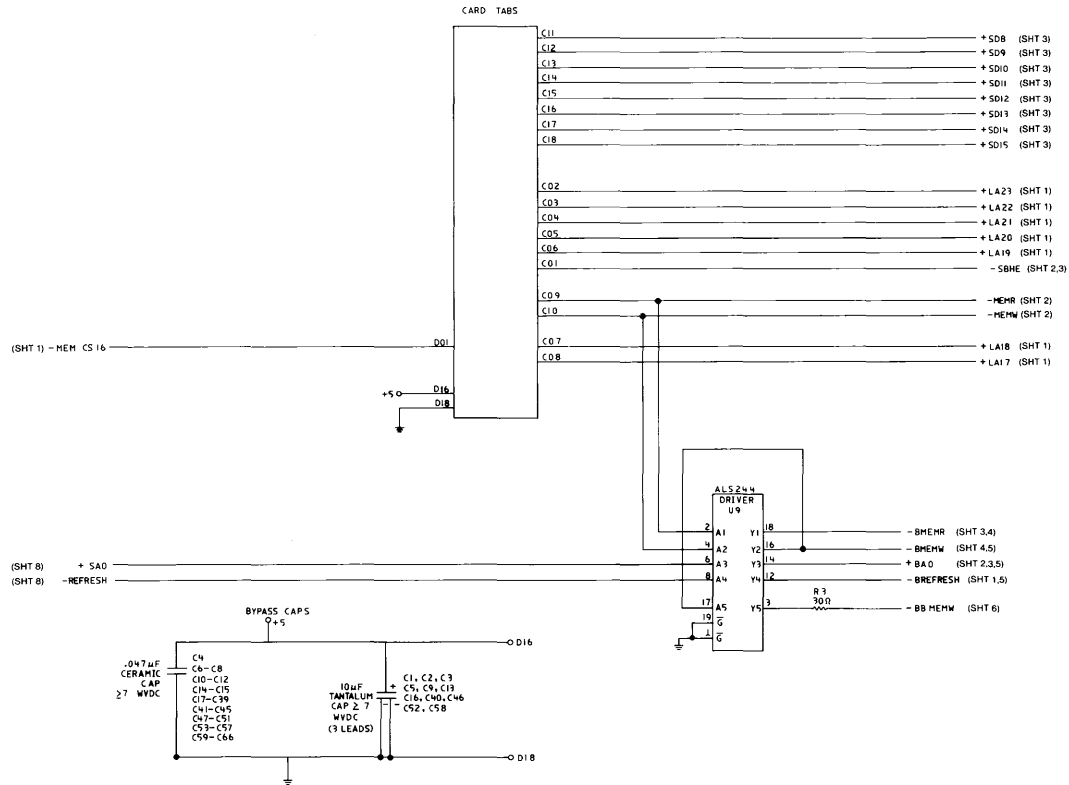 CARD TABS
C11 +SD8 (SHT 3)
C12 +SD9 (SHT 3)
C13 +SD10 (SHT 3)
C14 +SD11 (SHT 3)
C15 +SD12 (SHT 3)
C16 +SD13 (SHT 3)
C17 +SD14 (SHT 3)
C18 +SD15 (SHT 3)
C02 +LA23 (SHT 1)
C03 +LA22 (SHT 1)
C04 +LA21 (SHT 1)
C05 +LA20 (SHT 1)
C06 +LA19 (SHT 1)
C01 -SBHE (SHT 2,3)
C09 -MEMR (SHT 2)
C10 -MEMW (SHT 2)
(SHT 1) -MEM CS16 D01 C07 +LA18 (SHT 1)
C08 +LA17 (SHT 1)
+5 D16
D18
ALS244
DRIVER
U9
2 A1 Y1 18 -BMEMR (SHT 3,4)
4 A2 Y2 16 -BMEMW (SHT 4,5)
(SHT 8) +SA0 6 A3 Y3 14 +BA0 (SHT 2,3,5)
(SHT 8) -REFRESH 8 A4 Y4 12 -BREFRESH (SHT 1,5)
R3
30Ω
17 A5 Y5 3 -BBMEMW (SHT 6)
19 G
1 G
BYPASS CAPS
+5
D16
.047µF
CERAMIC
CAP
≥7 WVDC
C4
C6-C8
C10-C12
C14-C15
C17-C39
C41-C45
C47-C51
C53-C57
C59-C66
10µF
TANTALUM
CAP ≥ 7
WVDC
(3 LEADS)
+ C1, C2, C3
C5, C9, C13
C16, C40, C46
- - C52, C58
D18